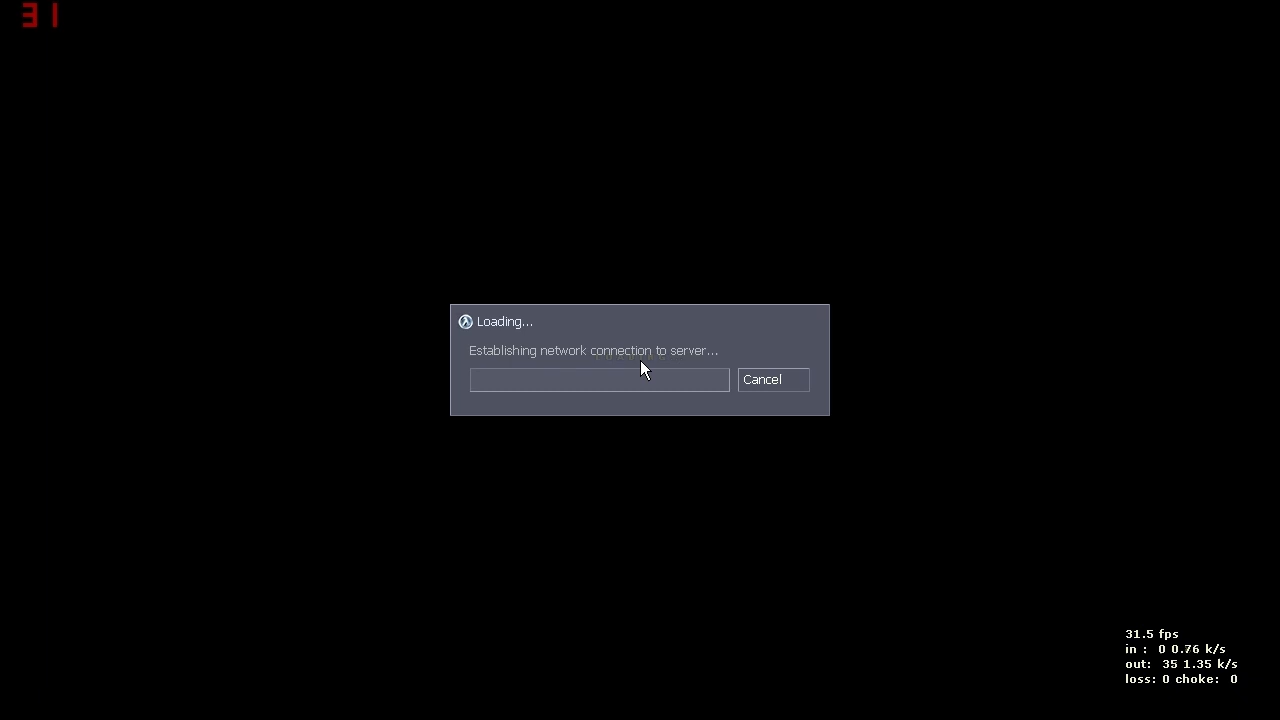 31
Loading...
Establishing network connection to server...
Cancel
31.5 fps
in :  0 0.76 k/s
out:  35 1.35 k/s
loss: 0 choke:  0